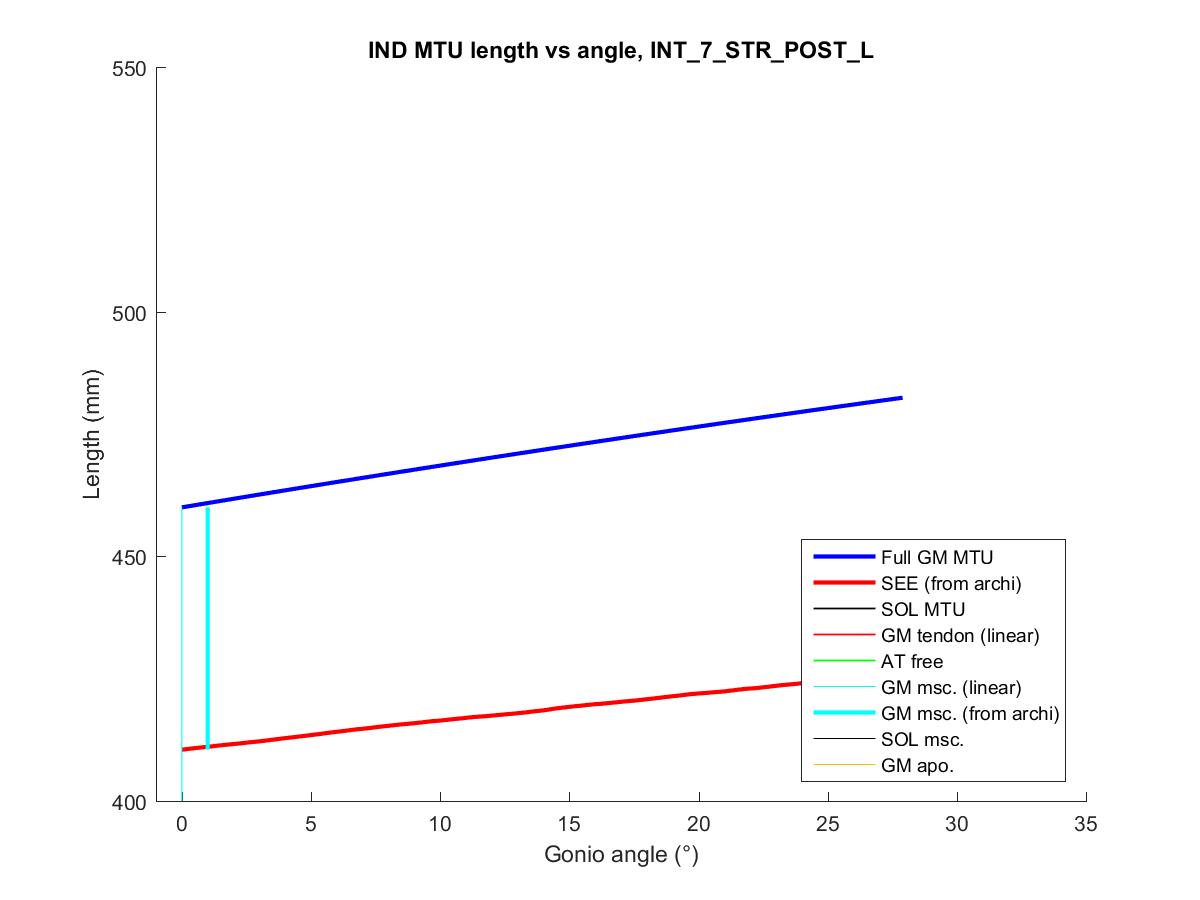 IND MTU length vs angle, INT_7_STR_POST_L
550
500
450
400
Length (mm)
0 5 10 15 20 25 30 35
Gonio angle (°)
Full GM MTU
SEE (from archi)
SOL MTU
GM tendon (linear)
AT free
GM msc. (linear)
GM msc. (from archi)
SOL msc.
GM apo.